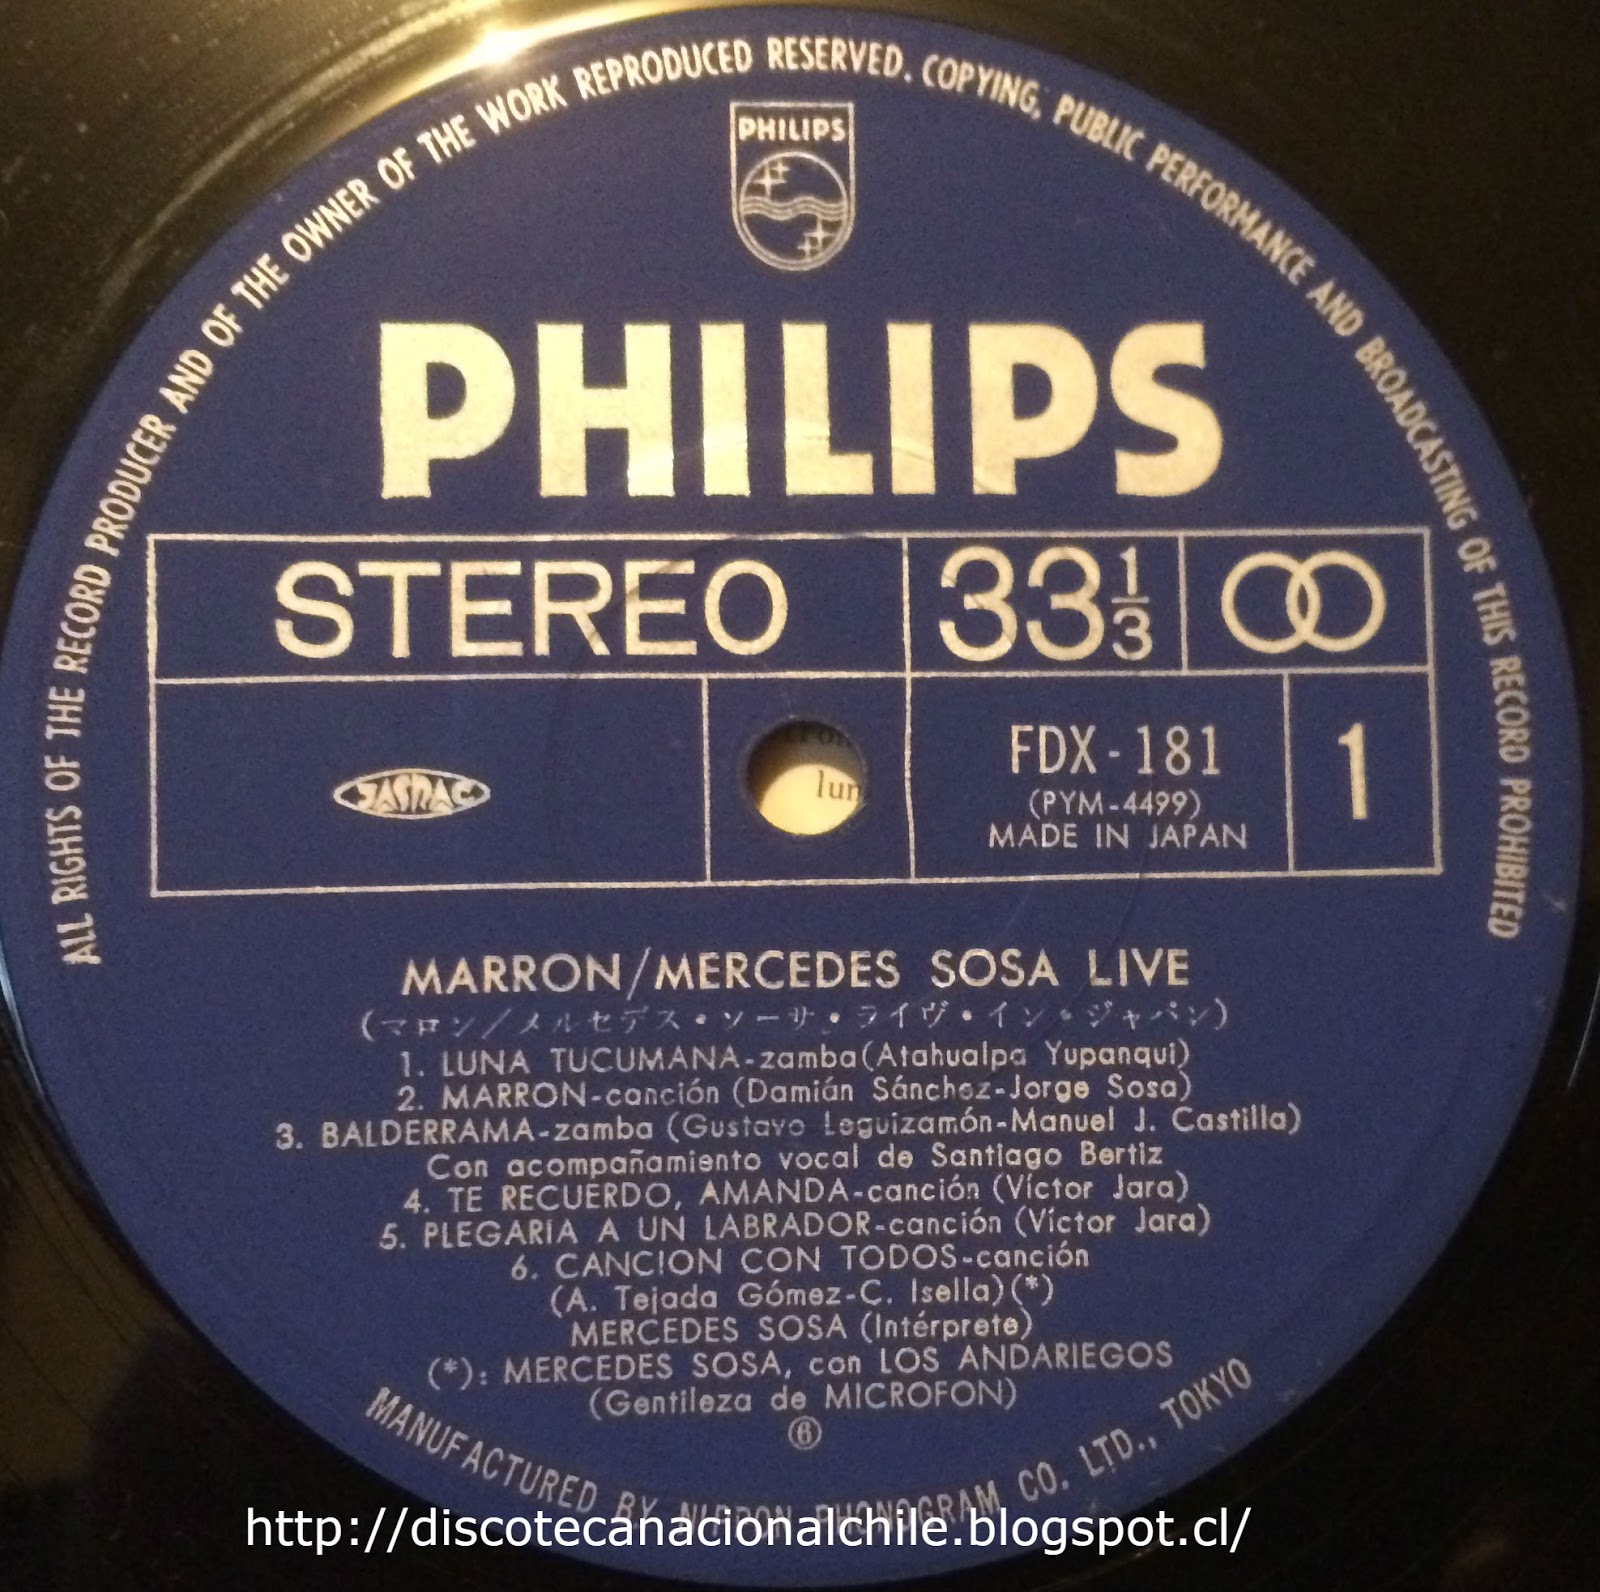 ALL RIGHTS OF THE RECORD PRODUCER AND OF THE OWNER OF THE WORK REPRODUCED RESERVED. COPYING, PUBLIC PERFORMANCE AND BROADCASTING OF THIS RECORD PROHIBITED
PHILIPS
PHILIPS
STEREO 33 1/3
JASRAC
FDX-181
(PYM-4499)
MADE IN JAPAN
1
lun
MARRON/MERCEDES SOSA LIVE
(マロン/メルセデス・ソーサ・ライヴ・イン・ジャパン)
1. LUNA TUCUMANA-zamba(Atahualpa Yupanqui)
2. MARRON-canción (Damián Sánchez-Jorge Sosa)
3. BALDERRAMA-zamba (Gustavo Leguizamón-Manuel J. Castilla)
Con acompañamiento vocal de Santiago Bertiz
4. TE RECUERDO, AMANDA-canción (Víctor Jara)
5. PLEGARIA A UN LABRADOR-canción (Víctor Jara)
6. CANCION CON TODOS-canción
(A. Tejada Gómez-C. Isella)(*)
MERCEDES SOSA (Intérprete)
(*): MERCEDES SOSA, con LOS ANDARIEGOS
(Gentileza de MICROFON)
6
MANUFACTURED BY NIPPON PHONOGRAM CO. LTD., TOKYO
http://discotecanacionalchile.blogspot.cl/